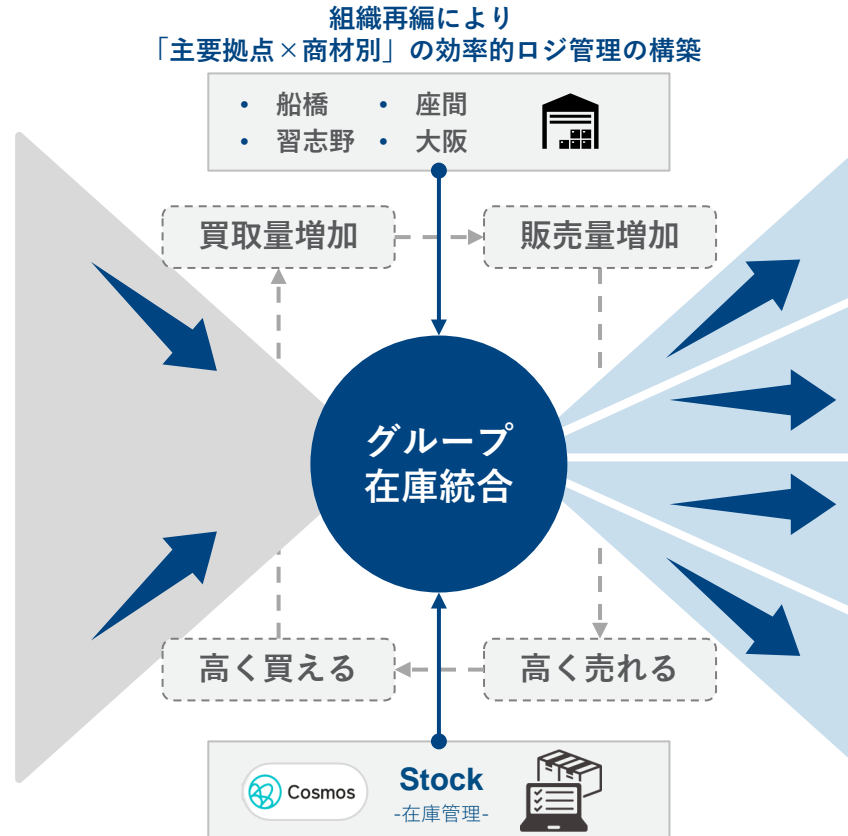 組織再編により
「主要拠点×商材別」の効率的ロジ管理の構築
• 船橋 • 座間
• 習志野 • 大阪
買取量増加
販売量増加
グループ
在庫統合
高く買える
高く売れる
Cosmos
Stock
-在庫管理-